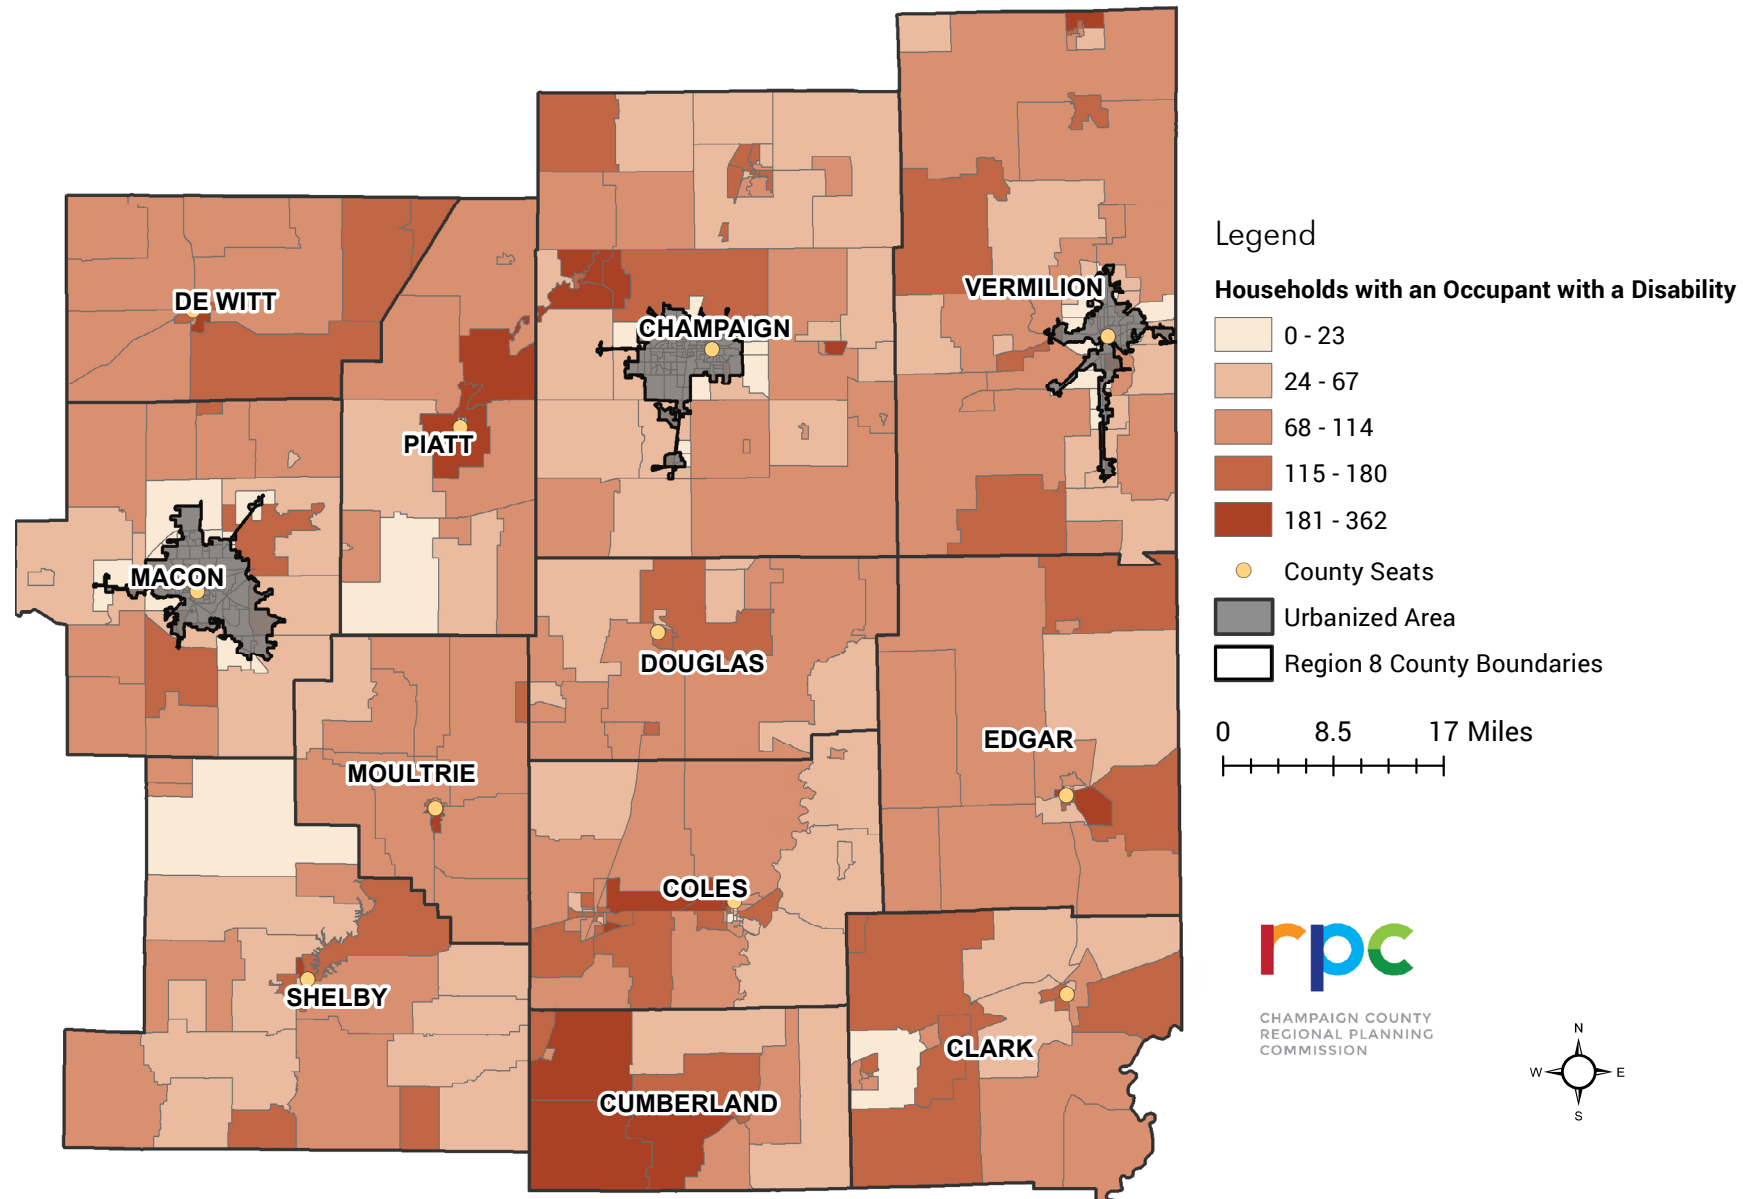 DE WITT
CHAMPAIGN
VERMILION
PIATT
MACON
DOUGLAS
EDGAR
MOULTRIE
COLES
SHELBY
CLARK
CUMBERLAND
Legend
Households with an Occupant with a Disability
0 - 23
24 - 67
68 - 114
115 - 180
181 - 362
County Seats
Urbanized Area
Region 8 County Boundaries
0 8.5 17 Miles
rpc
CHAMPAIGN COUNTY
REGIONAL PLANNING
COMMISSION
N
W E
S